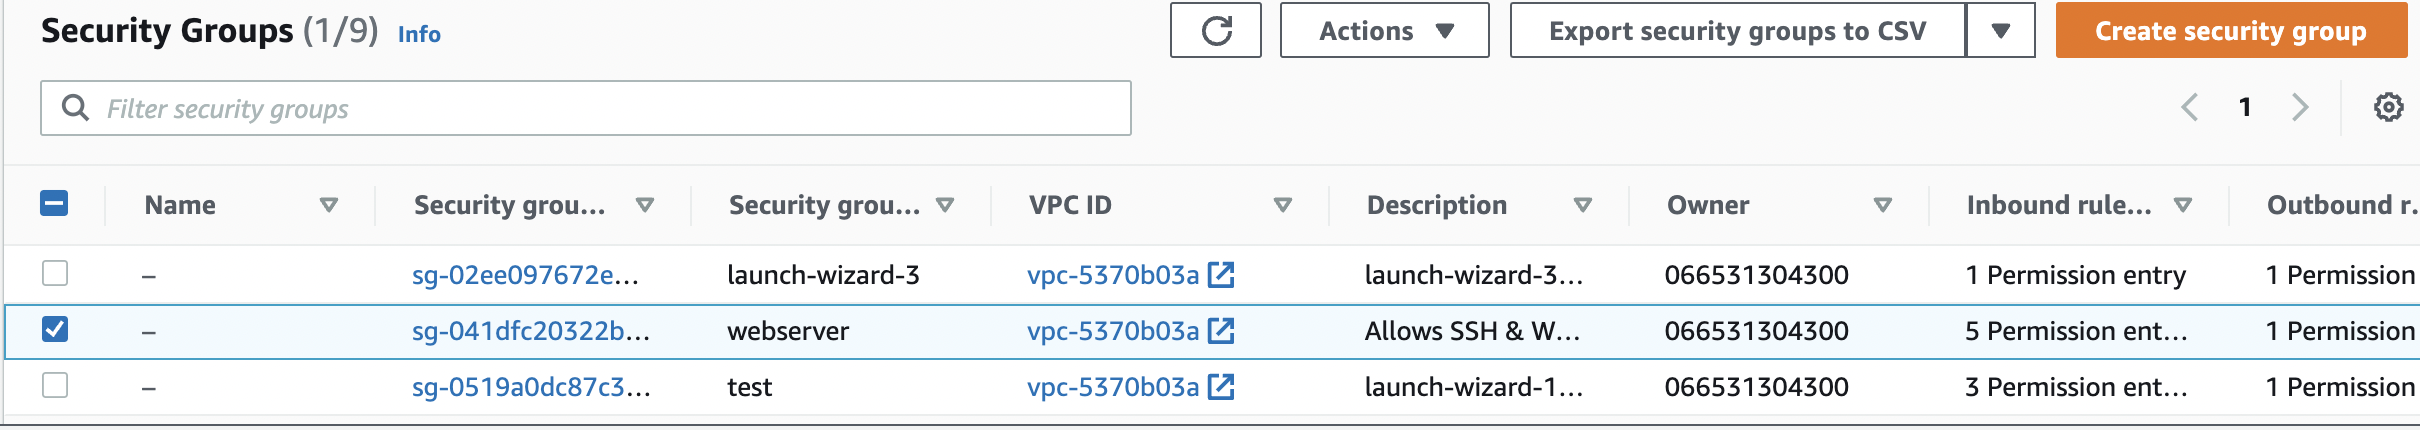 Security Groups (1/9) Info Actions Export security groups to CSV Create security group
Filter security groups 1
Name Security grou... Security grou... VPC ID Description Owner Inbound rule... Outbound r.
– sg-02ee097672e... launch-wizard-3 vpc-5370b03a launch-wizard-3... 066531304300 1 Permission entry 1 Permission
– sg-041dfc20322b... webserver vpc-5370b03a Allows SSH & W... 066531304300 5 Permission ent... 1 Permission
– sg-0519a0dc87c3... test vpc-5370b03a launch-wizard-1... 066531304300 3 Permission ent... 1 Permission